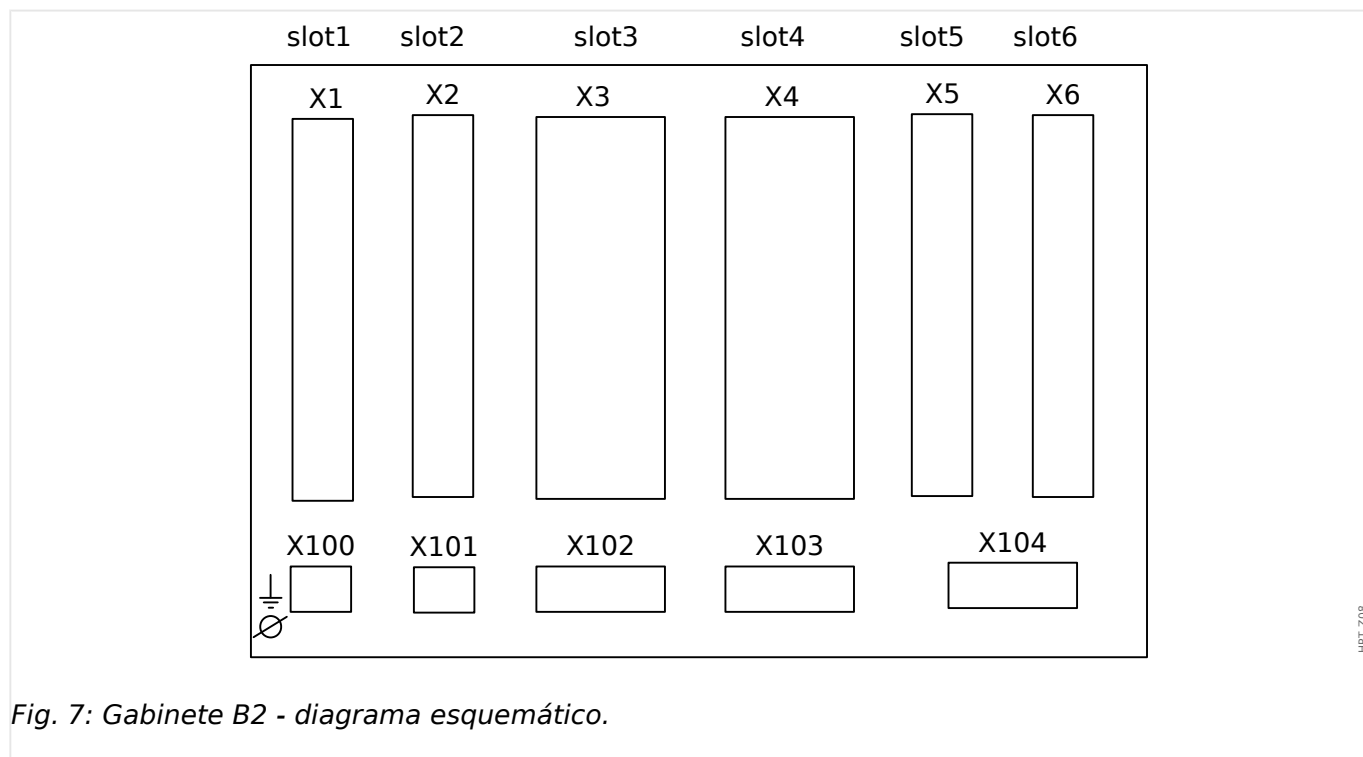 slot1 slot2 slot3 slot4 slot5 slot6
X1 X2 X3 X4 X5 X6
X100 X101 X102 X103 X104
Fig. 7: Gabinete B2 - diagrama esquemático.